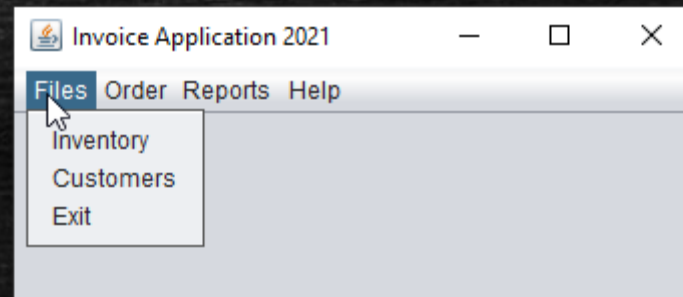 Invoice Application 2021
Files Order Reports Help
Inventory
Customers
Exit